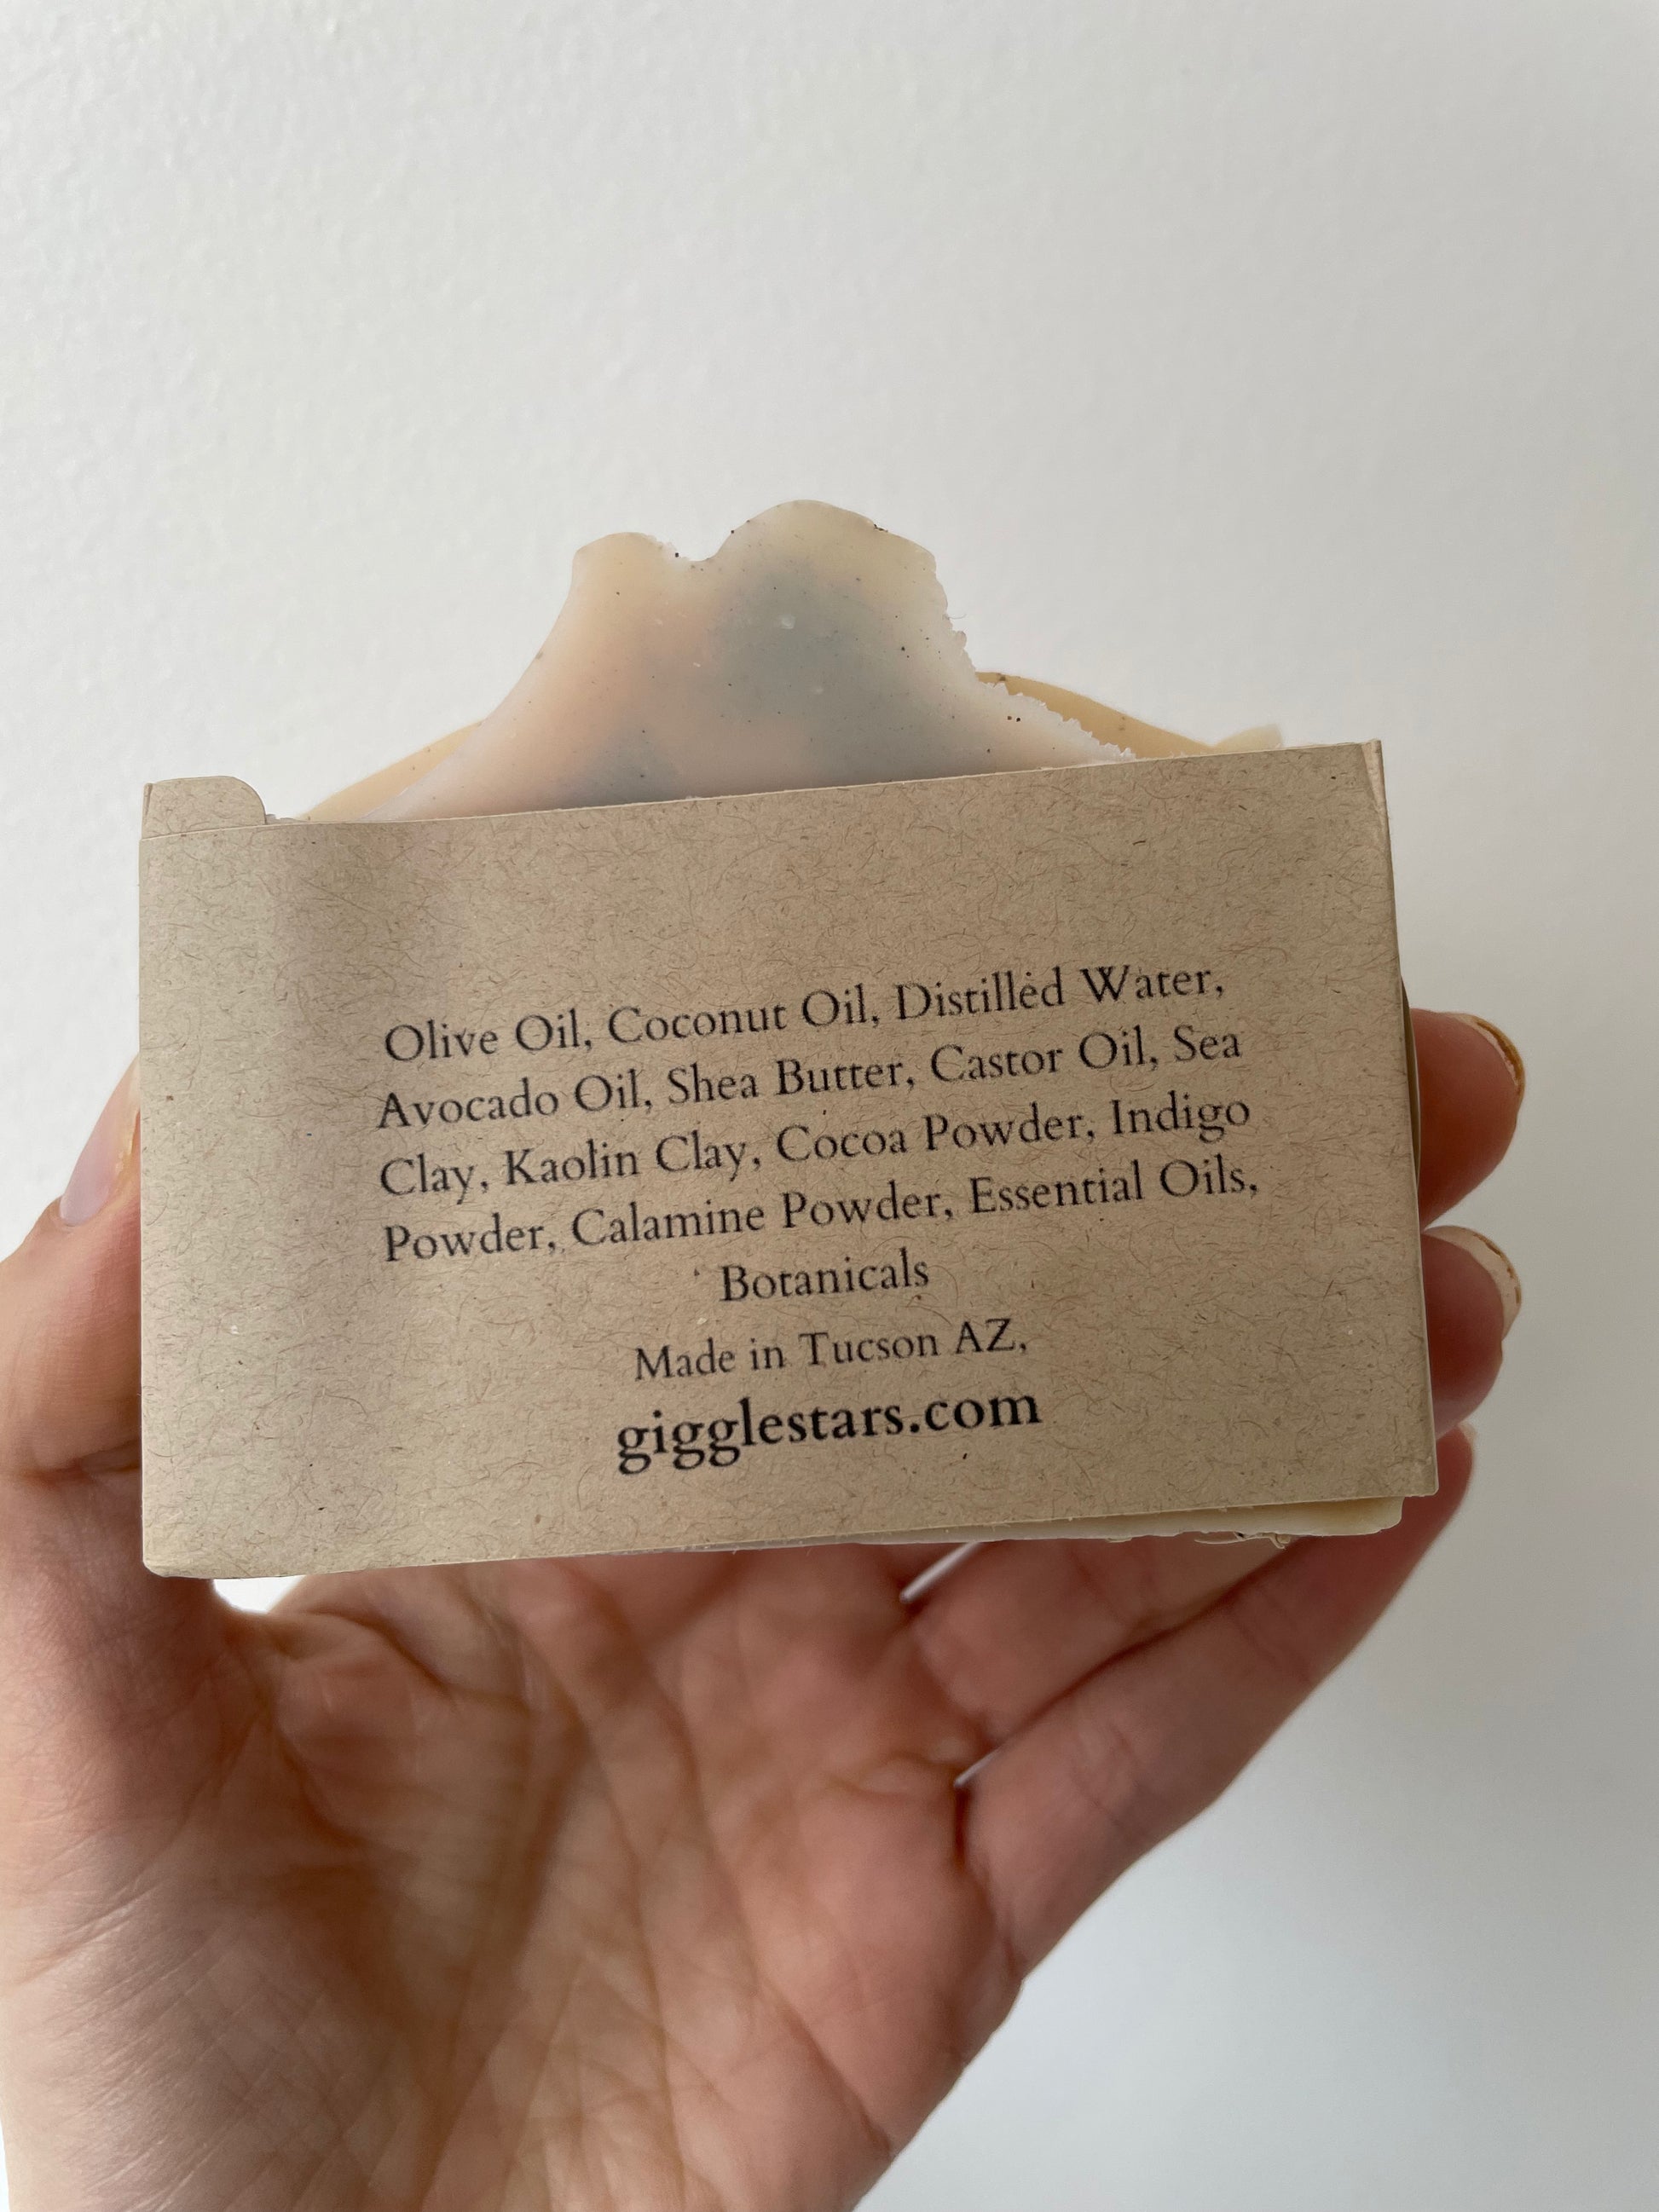 Olive Oil, Coconut Oil, Distilled Water,
Avocado Oil, Shea Butter, Castor Oil, Sea
Clay, Kaolin Clay, Cocoa Powder, Indigo
Powder, Calamine Powder, Essential Oils,
Botanicals
Made in Tucson AZ,
gigglestars.com